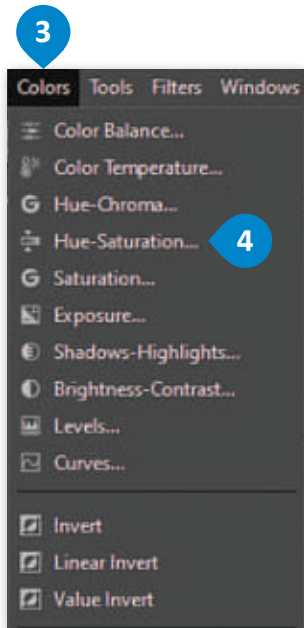 3
Colors Tools Filters Windows
Color Balance...
Color Temperature...
G Hue-Chroma...
Hue-Saturation... 4
G Saturation...
Exposure...
Shadows-Highlights...
Brightness-Contrast...
Levels...
Curves...
Invert
Linear Invert
Value Invert